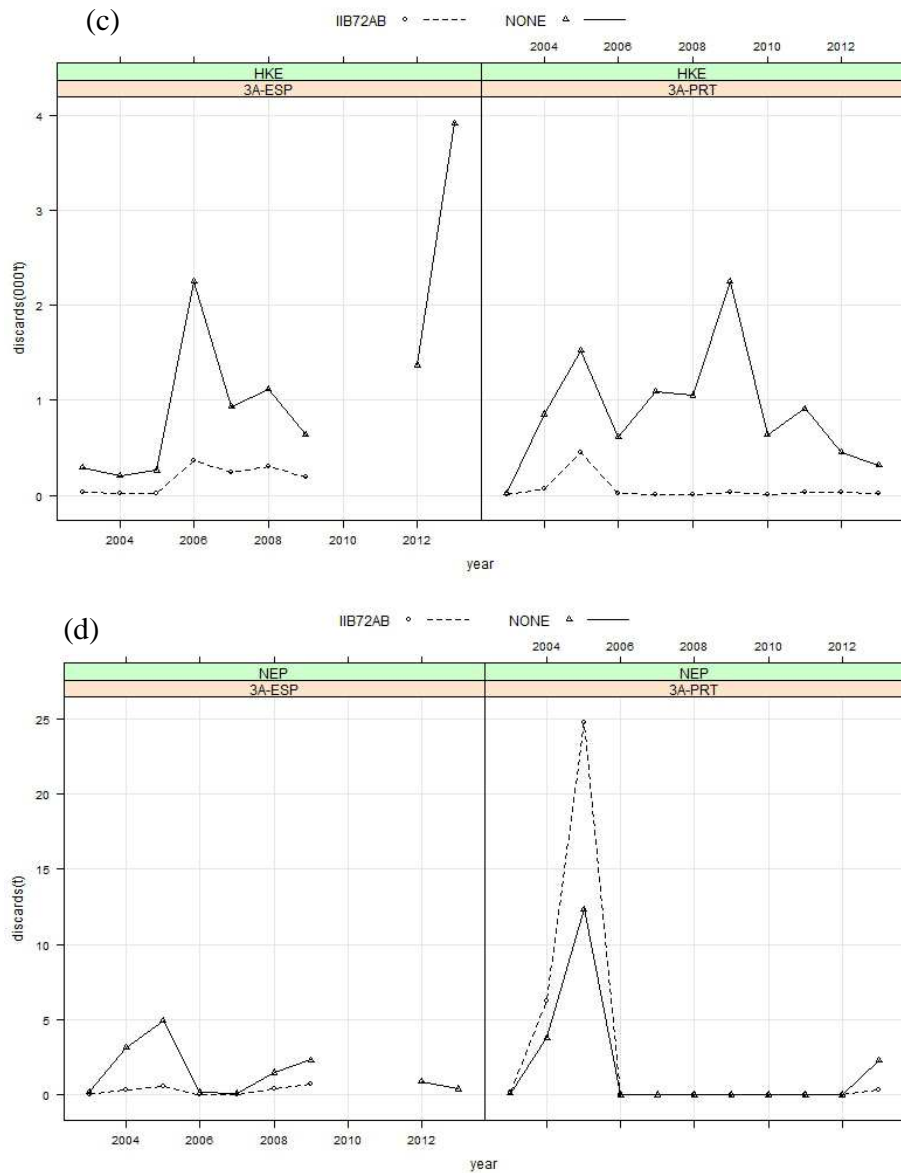 (c)
IIB72AB NONE
2004 2006 2008 2010 2012
HKE HKE
3A-ESP 3A-PRT
4
3
2
1
0
discards(000't)
2004 2006 2008 2010 2012
year
(d)
IIB72AB NONE
2004 2006 2008 2010 2012
NEP NEP
3A-ESP 3A-PRT
25
20
15
10
5
0
discards(t)
2004 2006 2008 2010 2012
year